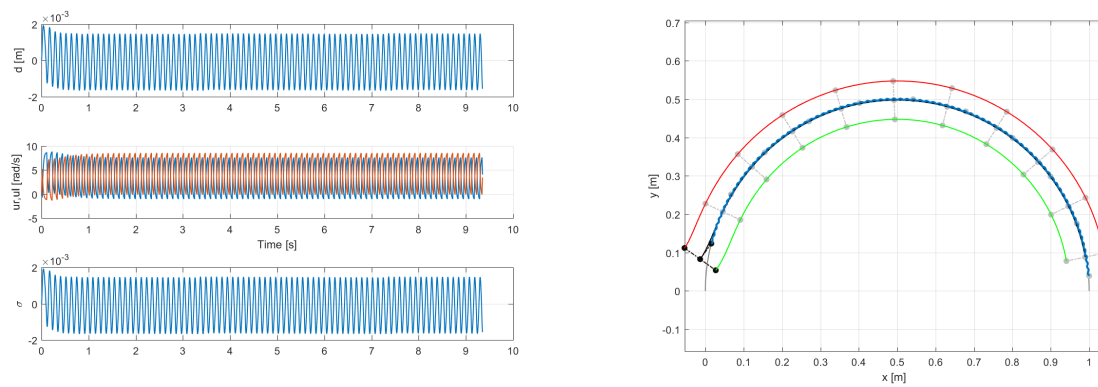 ×10⁻³
2
0
-2
d [m]
0 1 2 3 4 5 6 7 8 9 10
10
5
0
-5
ur,ul [rad/s]
0 1 2 3 4 5 6 7 8 9 10
Time [s]
×10⁻³
2
0
-2
σ
0 1 2 3 4 5 6 7 8 9 10
0.7
0.6
0.5
0.4
0.3
0.2
0.1
0
-0.1
y [m]
0 0.1 0.2 0.3 0.4 0.5 0.6 0.7 0.8 0.9 1
x [m]